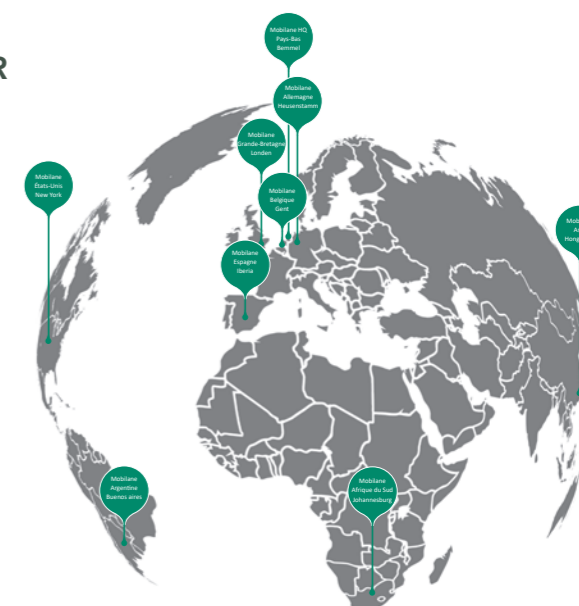 R
Mobilane HQ
Pays-Bas
Bemmel
Mobilane
Allemagne
Heusenstamm
Mobilane
Grande-Bretagne
Londen
Mobilane
Belgique
Gent
Mobilane
États-Unis
New York
Mobilane
Espagne
Iberia
Mobilane
Argentine
Buenos aires
Mobilane
Afrique du Sud
Johannesburg